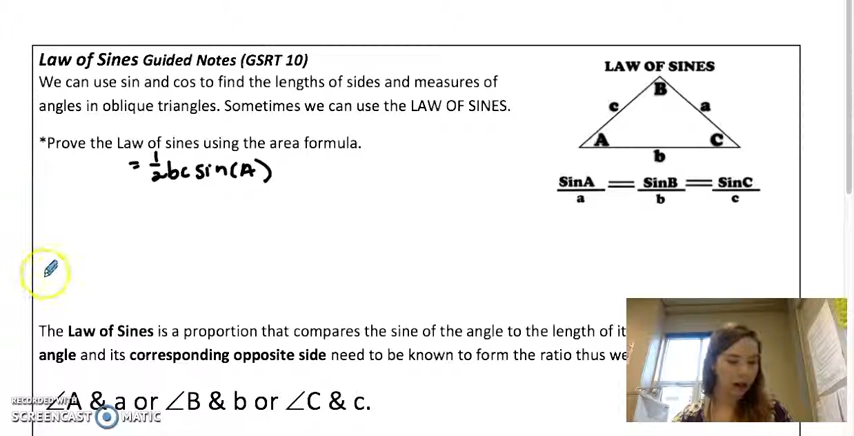 Law of Sines Guided Notes (GSRT 10)
We can use sin and cos to find the lengths of sides and measures of
angles in oblique triangles. Sometimes we can use the LAW OF SINES.
*Prove the Law of sines using the area formula.
= 1/2 bc sin(A)
LAW OF SINES
B
c a
A C
b
SinA = SinB = SinC
a b c
The Law of Sines is a proportion that compares the sine of the angle to the length of it
angle and its corresponding opposite side need to be known to form the ratio thus we
∠A & a or ∠B & b or ∠C & c.
RECORDED WITH
SCREENCAST MATIC